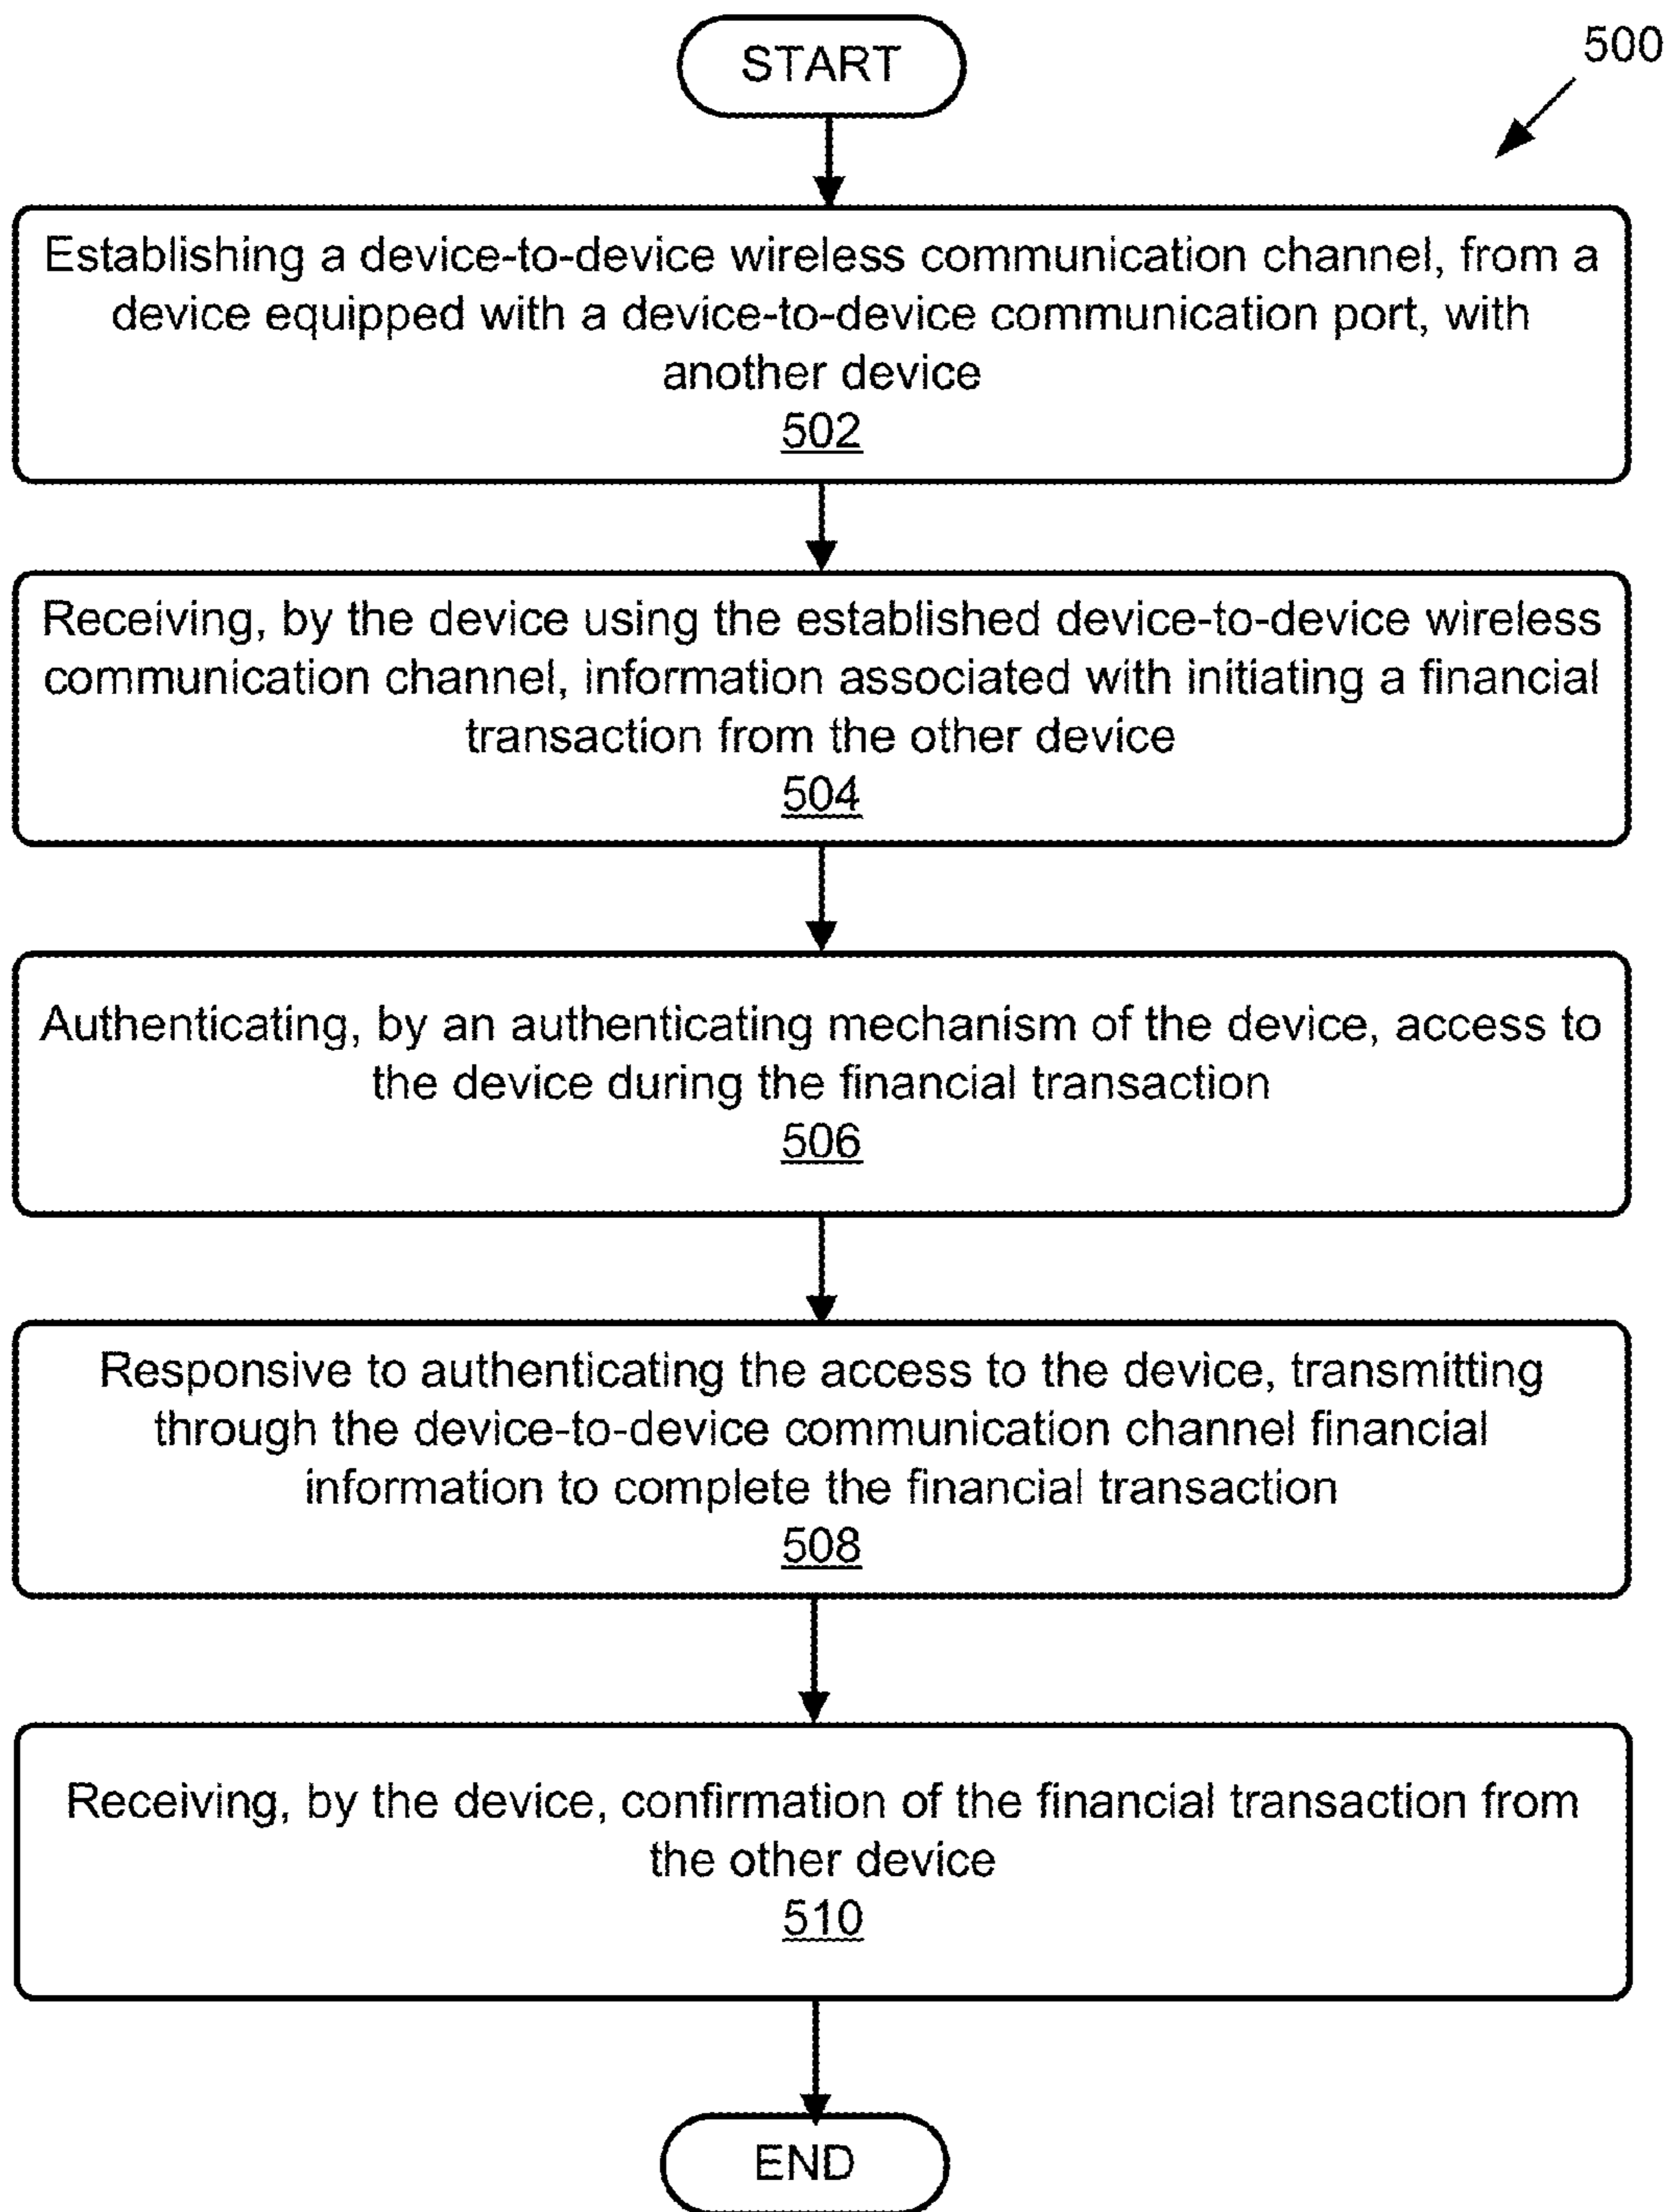 START
500
Establishing a device-to-device wireless communication channel, from a
device equipped with a device-to-device communication port, with
another device
502
Receiving, by the device using the established device-to-device wireless
communication channel, information associated with initiating a financial
transaction from the other device
504
Authenticating, by an authenticating mechanism of the device, access to
the device during the financial transaction
506
Responsive to authenticating the access to the device, transmitting
through the device-to-device communication channel financial
information to complete the financial transaction
508
Receiving, by the device, confirmation of the financial transaction from
the other device
510
END